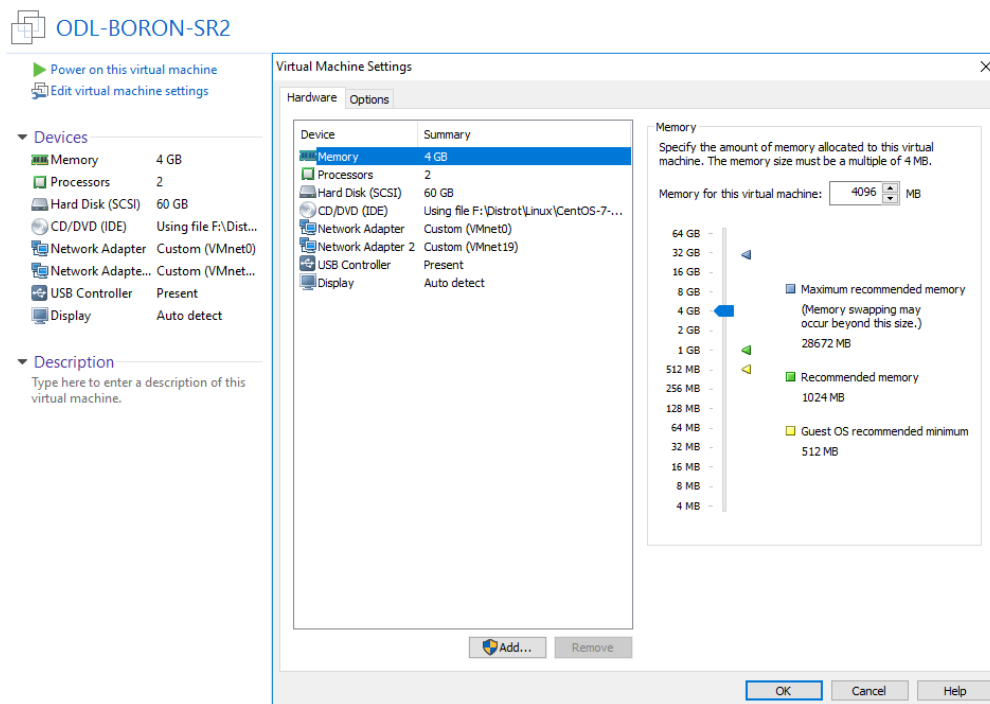 ODL-BORON-SR2
Power on this virtual machine
Edit virtual machine settings
Devices
Memory 4 GB
Processors 2
Hard Disk (SCSI) 60 GB
CD/DVD (IDE) Using file F:\Dist...
Network Adapter Custom (VMnet0)
Network Adapte... Custom (VMnet...
USB Controller Present
Display Auto detect
Description
Type here to enter a description of this
virtual machine.
Virtual Machine Settings
Hardware Options
Device Summary
Memory 4 GB
Processors 2
Hard Disk (SCSI) 60 GB
CD/DVD (IDE) Using file F:\Distrot\Linux\CentOS-7-...
Network Adapter Custom (VMnet0)
Network Adapter 2 Custom (VMnet19)
USB Controller Present
Display Auto detect
Add... Remove
Memory
Specify the amount of memory allocated to this virtual
machine. The memory size must be a multiple of 4 MB.
Memory for this virtual machine: 4096 MB
64 GB
32 GB
16 GB
8 GB
4 GB
2 GB
1 GB
512 MB
256 MB
128 MB
64 MB
32 MB
16 MB
8 MB
4 MB
Maximum recommended memory
(Memory swapping may
occur beyond this size.)
28672 MB
Recommended memory
1024 MB
Guest OS recommended minimum
512 MB
OK Cancel Help